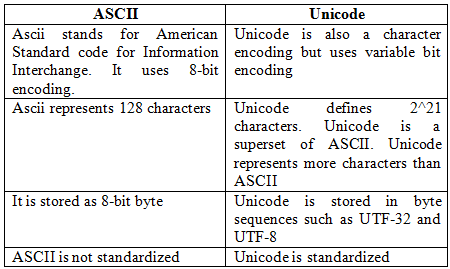 ASCII
Unicode
Ascii stands for American
Standard code for Information
Interchange. It uses 8-bit
encoding.
Unicode is also a character
encoding but uses variable bit
encoding
Ascii represents 128 characters
Unicode defines 2^21
characters. Unicode is a
superset of ASCII. Unicode
represents more characters than
ASCII
It is stored as 8-bit byte
Unicode is stored in byte
sequences such as UTF-32 and
UTF-8
ASCII is not standardized
Unicode is standardized